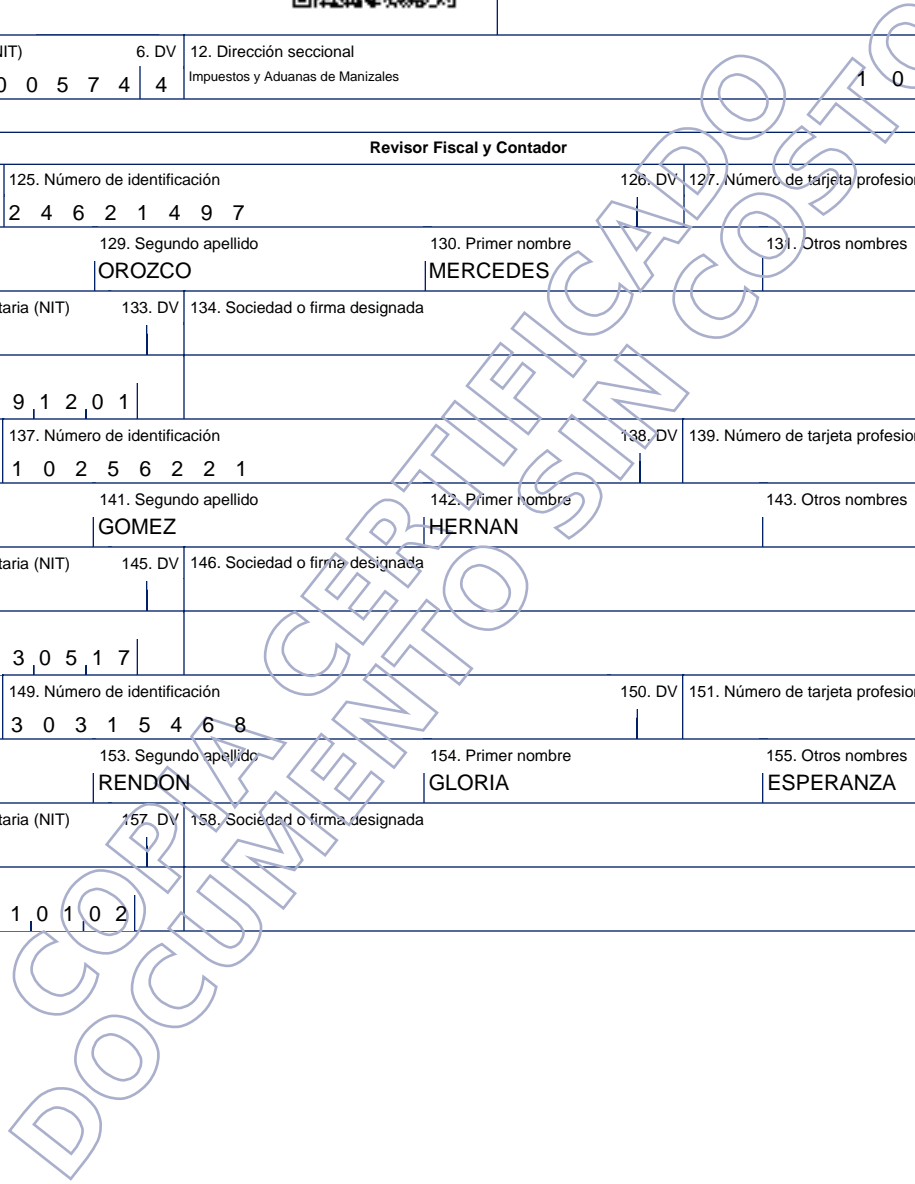 IIT) 6. DV 12. Dirección seccional
0 0 5 7 4 4 Impuestos y Aduanas de Manizales 1 0
Revisor Fiscal y Contador
125. Número de identificación 126. DV 127. Número de tarjeta profesion
2 4 6 2 1 4 9 7
129. Segundo apellido 130. Primer nombre 131. Otros nombres
OROZCO MERCEDES
taria (NIT) 133. DV 134. Sociedad o firma designada
9 1 2 0 1
137. Número de identificación 138. DV 139. Número de tarjeta profesion
1 0 2 5 6 2 2 1
141. Segundo apellido 142. Primer nombre 143. Otros nombres
GOMEZ HERNAN
taria (NIT) 145. DV 146. Sociedad o firma designada
3 0 5 1 7
149. Número de identificación 150. DV 151. Número de tarjeta profesion
3 0 3 1 5 4 6 8
153. Segundo apellido 154. Primer nombre 155. Otros nombres
RENDON GLORIA ESPERANZA
taria (NIT) 157. DV 158. Sociedad o firma designada
1 0 1 0 2
COPIA CERTIFICADO
DOCUMENTO SIN COSTO